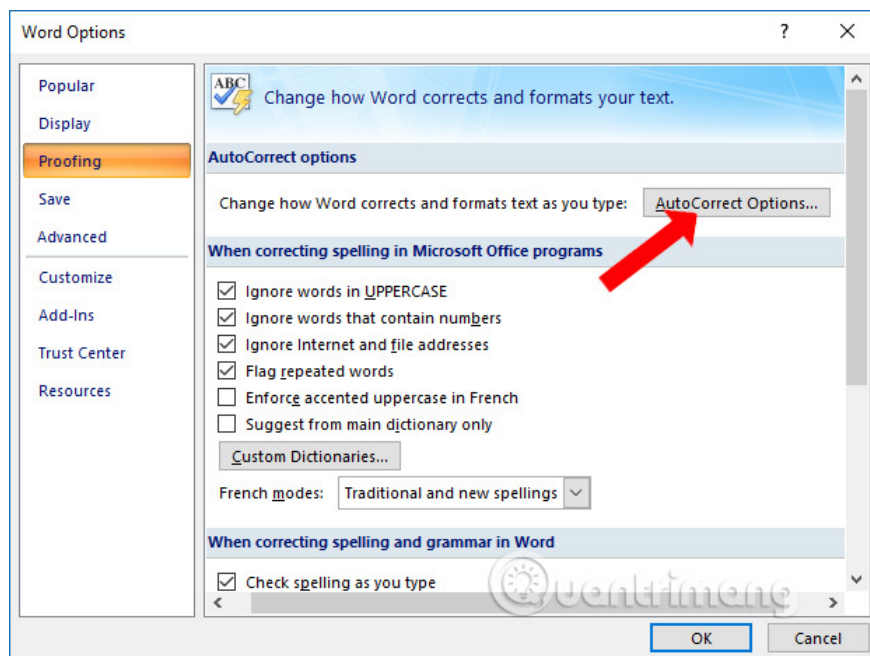 Word Options
?
Popular
Display
Proofing
Save
Advanced
Customize
Add-Ins
Trust Center
Resources
ABC
Change how Word corrects and formats your text.
AutoCorrect options
Change how Word corrects and formats text as you type: AutoCorrect Options...
When correcting spelling in Microsoft Office programs
Ignore words in UPPERCASE
Ignore words that contain numbers
Ignore Internet and file addresses
Flag repeated words
Enforce accented uppercase in French
Suggest from main dictionary only
Custom Dictionaries...
French modes: Traditional and new spellings
When correcting spelling and grammar in Word
Check spelling as you type
Quantrimang
OK Cancel